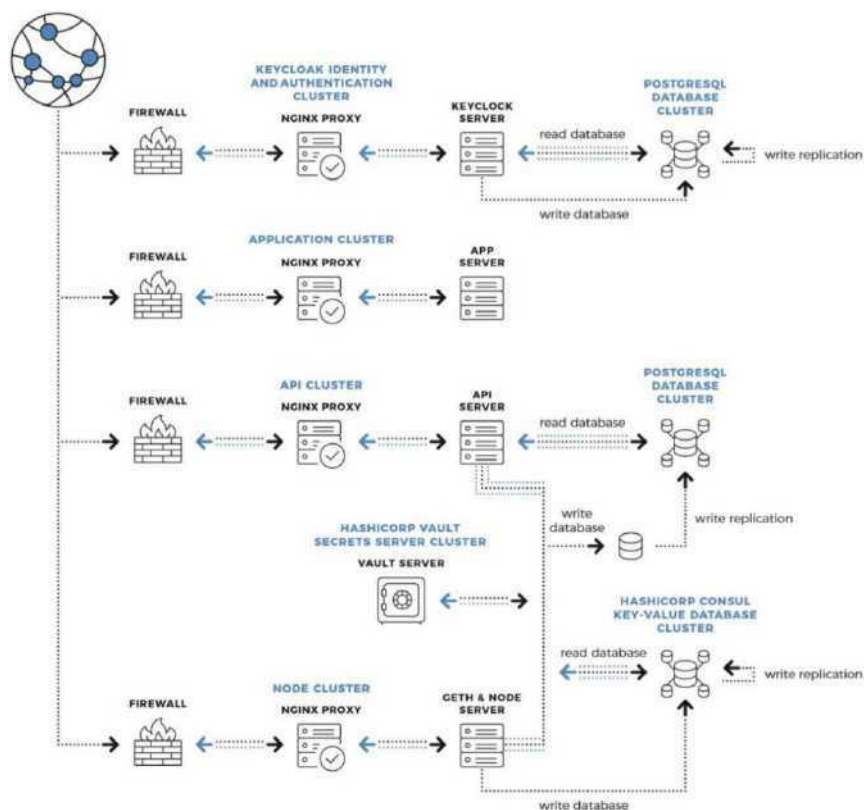 KEYCLOAK IDENTITY
AND AUTHENTICATION
CLUSTER
POSTGRESQL
DATABASE
CLUSTER
FIREWALL
NGINX PROXY
KEYCLOCK
SERVER
read database
write replication
write database
APPLICATION CLUSTER
FIREWALL
NGINX PROXY
APP
SERVER
API CLUSTER
POSTGRESQL
DATABASE
CLUSTER
FIREWALL
NGINX PROXY
API
SERVER
read database
write
database
write replication
HASHICORP VAULT
SECRETS SERVER CLUSTER
VAULT SERVER
HASHICORP CONSUL
KEY-VALUE DATABASE
CLUSTER
read database
write replication
NODE CLUSTER
FIREWALL
NGINX PROXY
GETH & NODE
SERVER
write database